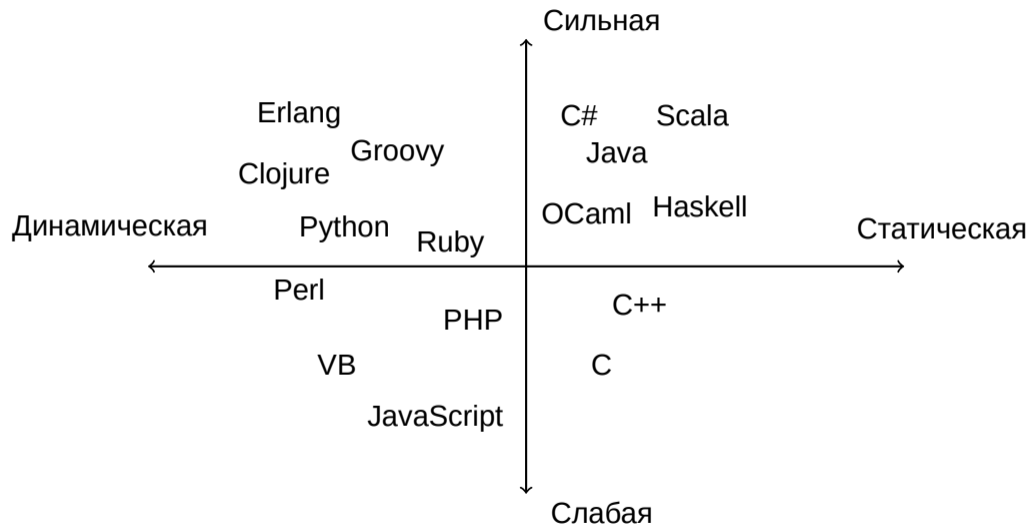 Сильная
Erlang
C#
Scala
Groovy
Java
Clojure
OCaml
Haskell
Динамическая
Python
Ruby
Статическая
Perl
C++
PHP
VB
C
JavaScript
Слабая